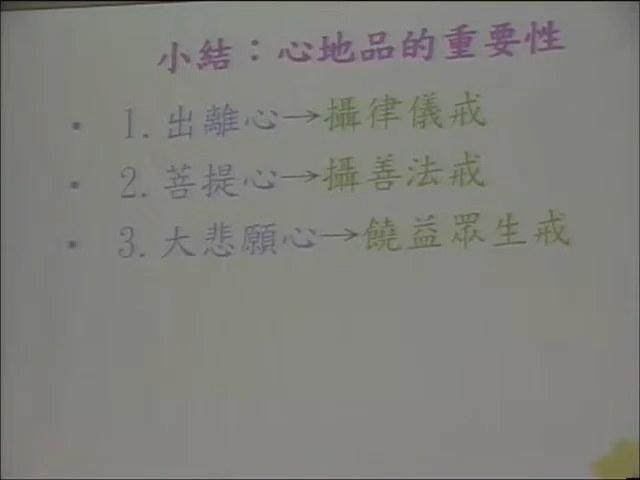 小結：心地品的重要性
• 1. 出離心→攝律儀戒
• 2. 菩提心→攝善法戒
• 3. 大悲願心→饒益眾生戒